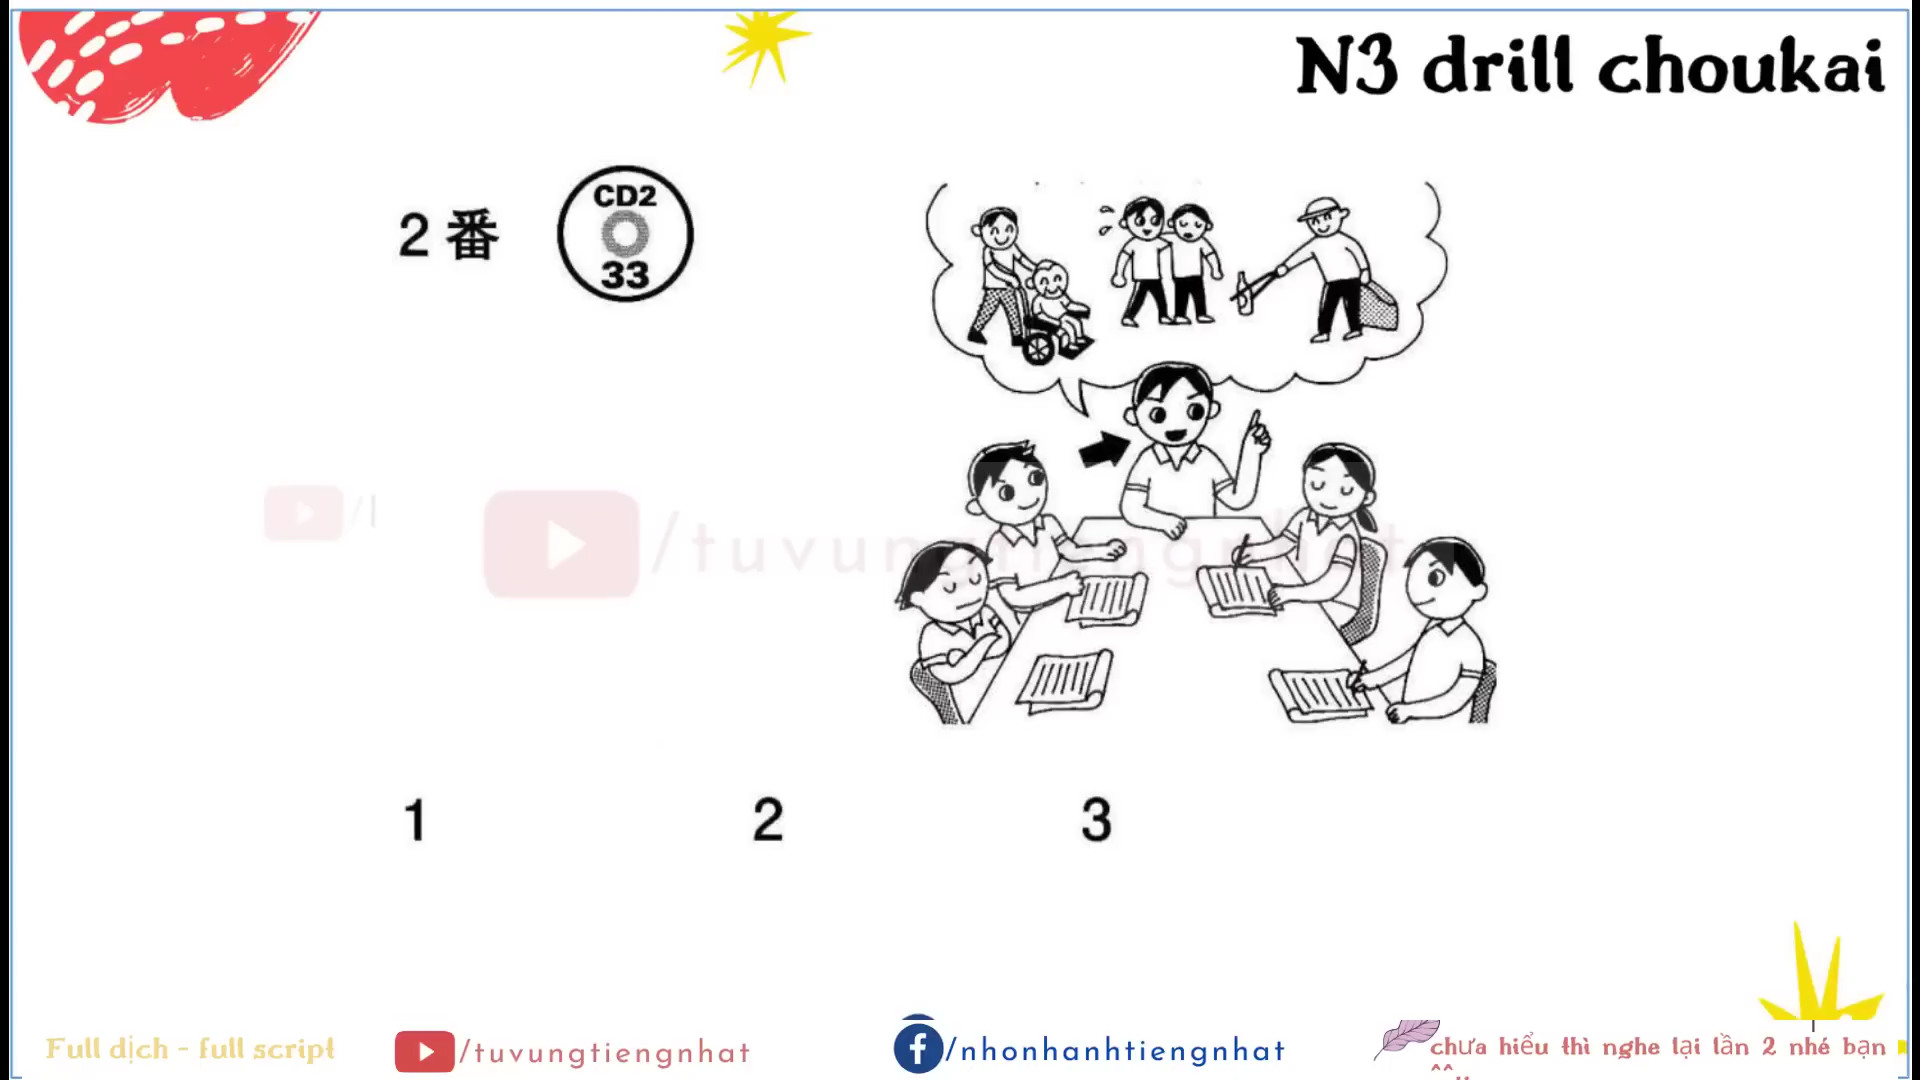 N3 drill choukai
2番
CD2
33
/tuvungtiengnhat
1 2 3
Full dịch - full script
/tuvungtiengnhat
/nhonhanhtiengnhat
chưa hiểu thì nghe lại lần 2 nhé bạn
^^